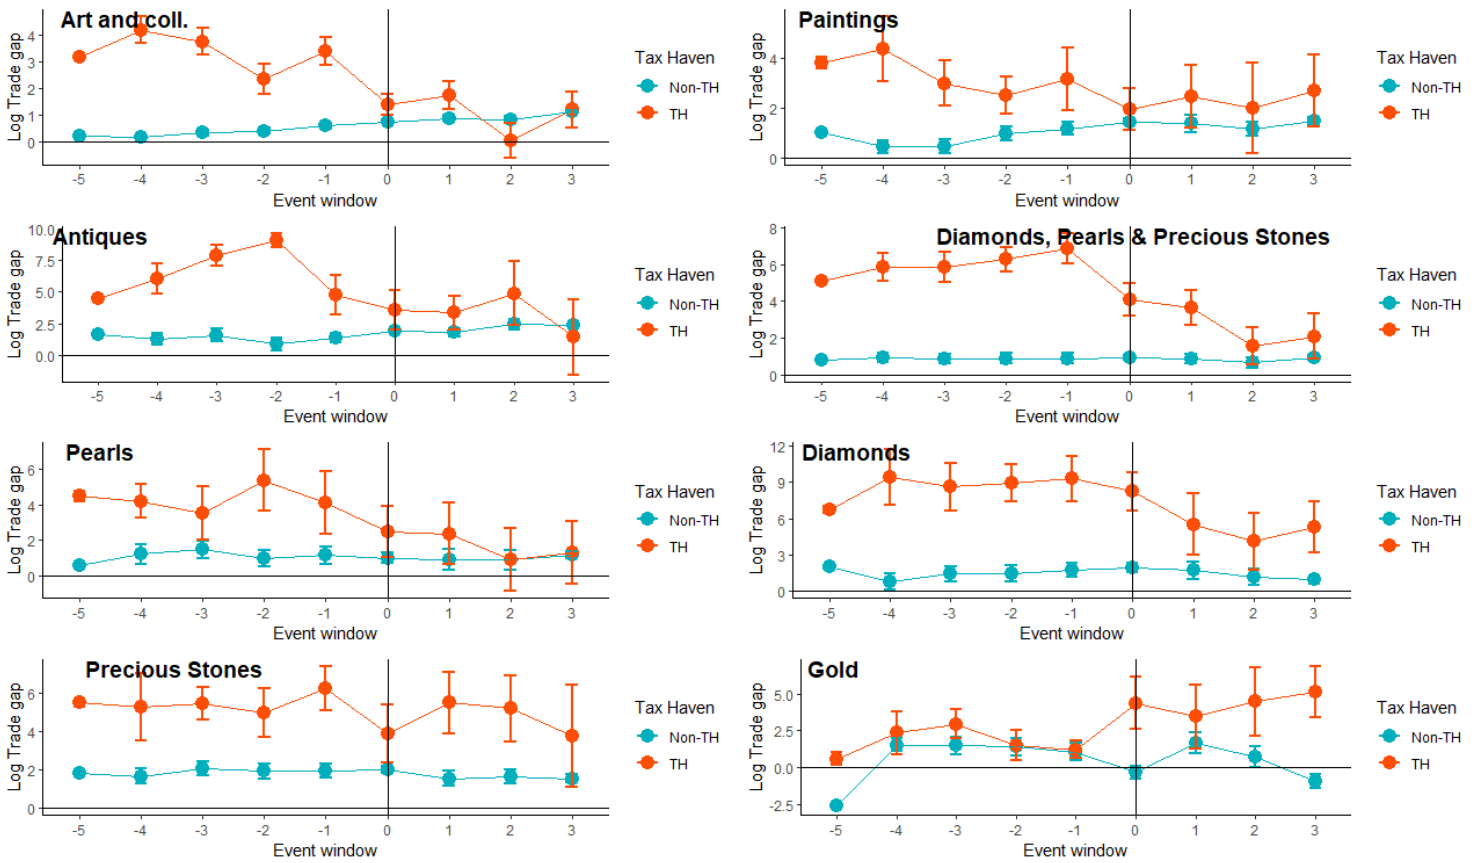 Art and coll.
Log Trade gap
4
3
2
1
0
-5 -4 -3 -2 -1 0 1 2 3
Event window
Tax Haven
Non-TH
TH
Paintings
Log Trade gap
4
2
0
-5 -4 -3 -2 -1 0 1 2 3
Event window
Tax Haven
Non-TH
TH
Antiques
Log Trade gap
10.0
7.5
5.0
2.5
0.0
-5 -4 -3 -2 -1 0 1 2 3
Event window
Tax Haven
Non-TH
TH
Diamonds, Pearls & Precious Stones
Log Trade gap
8
6
4
2
0
-5 -4 -3 -2 -1 0 1 2 3
Event window
Tax Haven
Non-TH
TH
Pearls
Log Trade gap
6
4
2
0
-5 -4 -3 -2 -1 0 1 2 3
Event window
Tax Haven
Non-TH
TH
Diamonds
Log Trade gap
12
9
6
3
0
-5 -4 -3 -2 -1 0 1 2 3
Event window
Tax Haven
Non-TH
TH
Precious Stones
Log Trade gap
6
4
2
0
-5 -4 -3 -2 -1 0 1 2 3
Event window
Tax Haven
Non-TH
TH
Gold
Log Trade gap
5.0
2.5
0.0
-2.5
-5 -4 -3 -2 -1 0 1 2 3
Event window
Tax Haven
Non-TH
TH